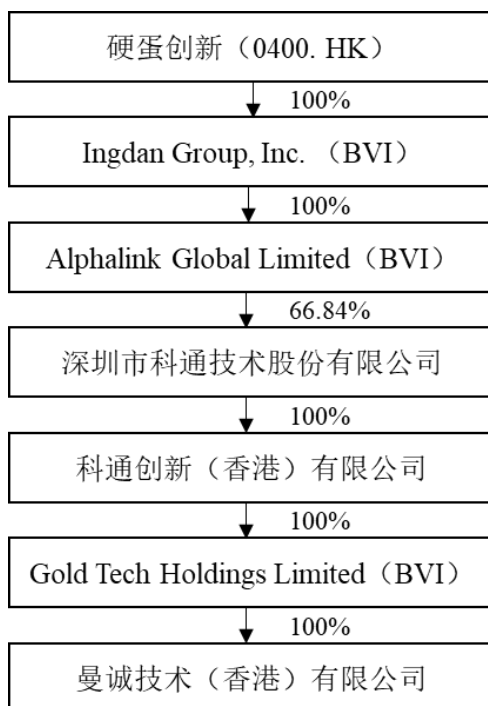 硬蛋创新（0400. HK）
100%
Ingdan Group, Inc. （BVI）
100%
Alphalink Global Limited（BVI）
66.84%
深圳市科通技术股份有限公司
100%
科通创新（香港）有限公司
100%
Gold Tech Holdings Limited（BVI）
100%
曼诚技术（香港）有限公司